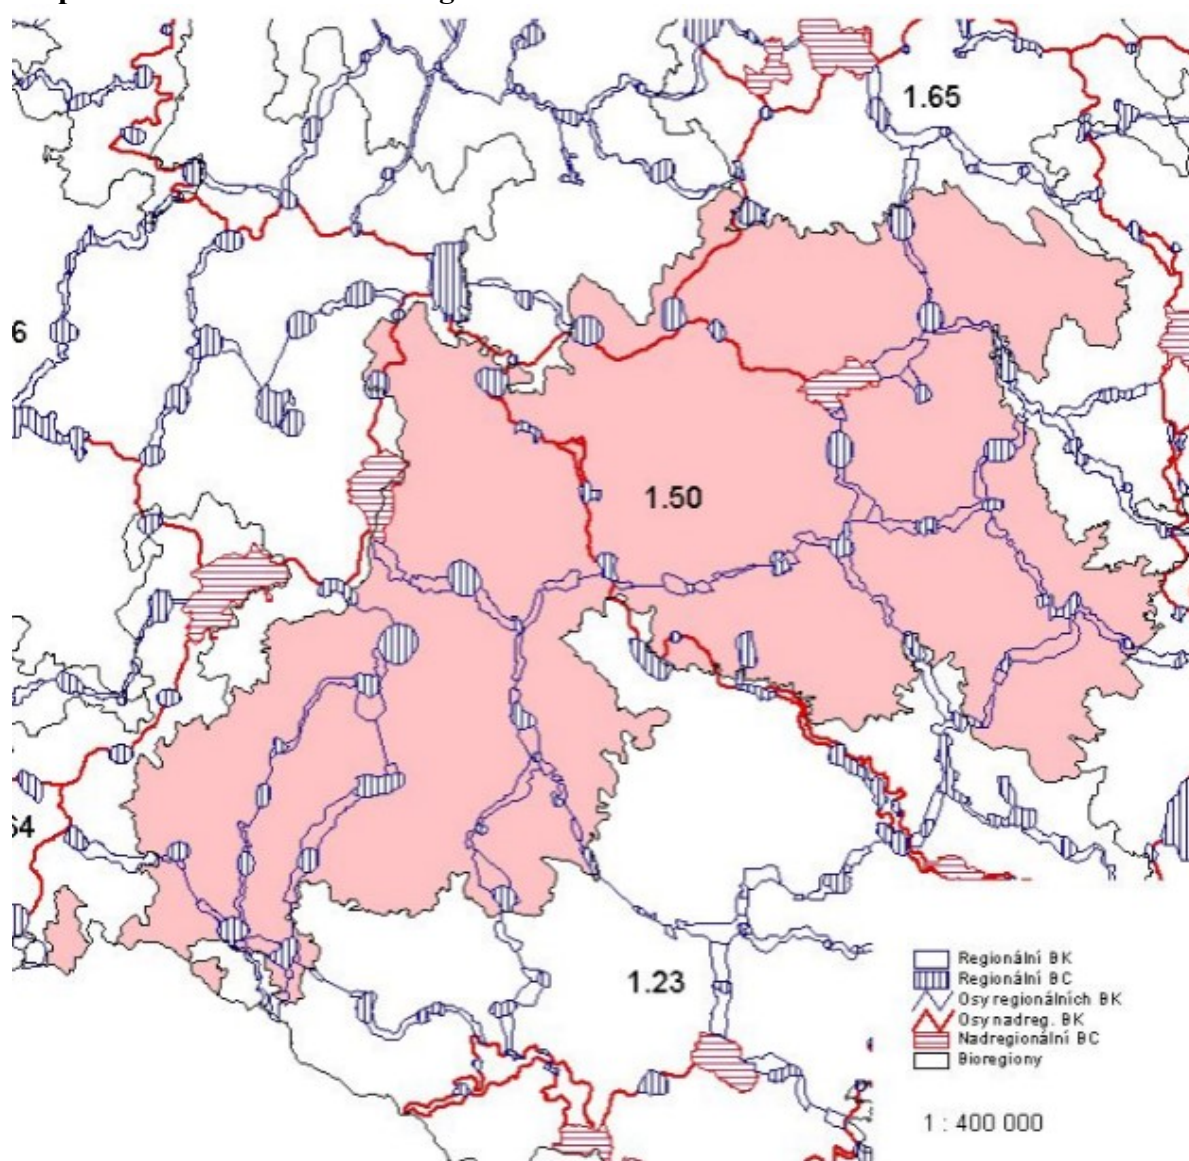 1.65
6
1.50
64
1.23
Regionální BK
Regionální BC
Osy regionálních BK
Osy nadreg. BK
Nadregionální BC
Bioregiony
1 : 400 000